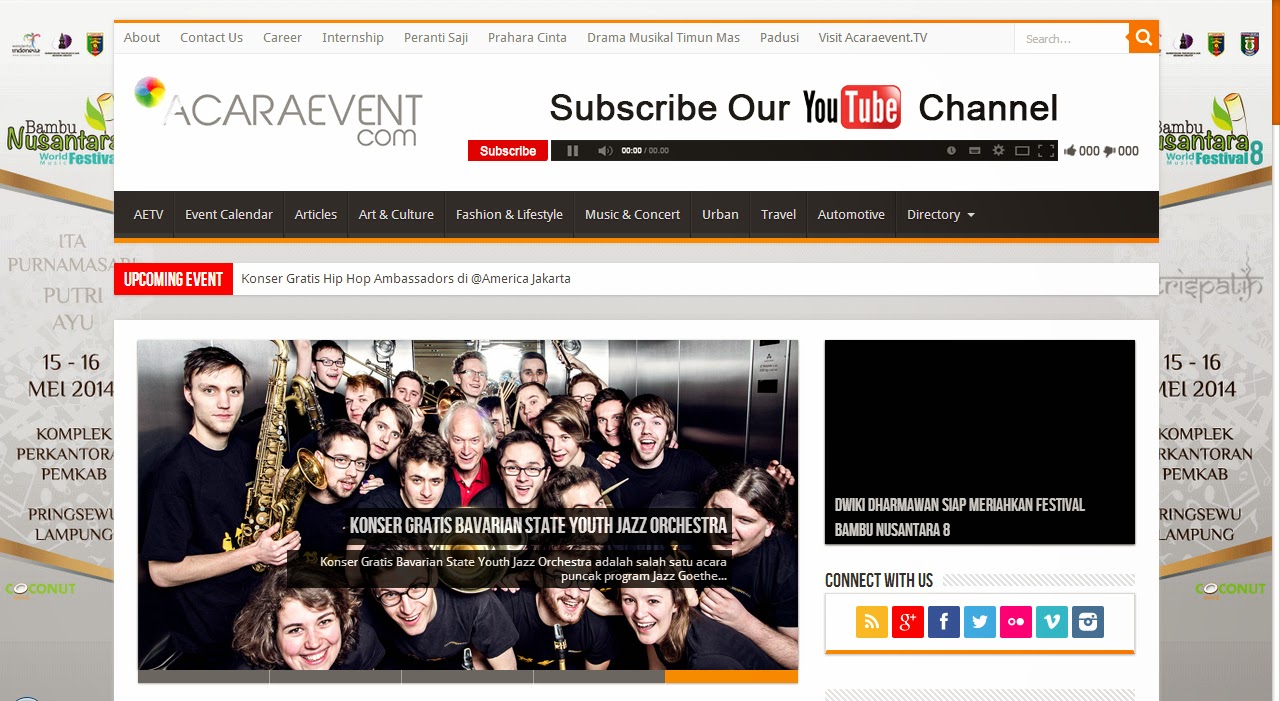 About Contact Us Career Internship Peranti Saji Prahara Cinta Drama Musikal Timun Mas Padusi Visit Acaraevent.TV Search...
ACARAEVENT
com
Subscribe Our YouTube Channel
Subscribe 00:00 / 00.00 000 000
AETV Event Calendar Articles Art & Culture Fashion & Lifestyle Music & Concert Urban Travel Automotive Directory
UPCOMING EVENT Konser Gratis Hip Hop Ambassadors di @America Jakarta
Bambu
Nusantara
World
Music Festiv
ITA
PURNAMASARI
PUTRI
AYU
15 - 16
MEI 2014
KOMPLEK
PERKANTORA
PEMKAB
PRINGSEWU
LAMPUNG
COCONUT
KONSER GRATIS BAVARIAN STATE YOUTH JAZZ ORCHESTRA
Konser Gratis Bavarian State Youth Jazz Orchestra adalah salah satu acara
puncak program Jazz Goethe...
DWIKI DHARMAWAN SIAP MERIAHKAN FESTIVAL
BAMBU NUSANTARA 8
CONNECT WITH US
g+ f v
Bambu
usantara
World
Music Festival 8
rispatih
15 - 16
MEI 2014
KOMPLEK
ERKANTORAN
PEMKAB
PRINGSEWU
LAMPUNG
COCONUT